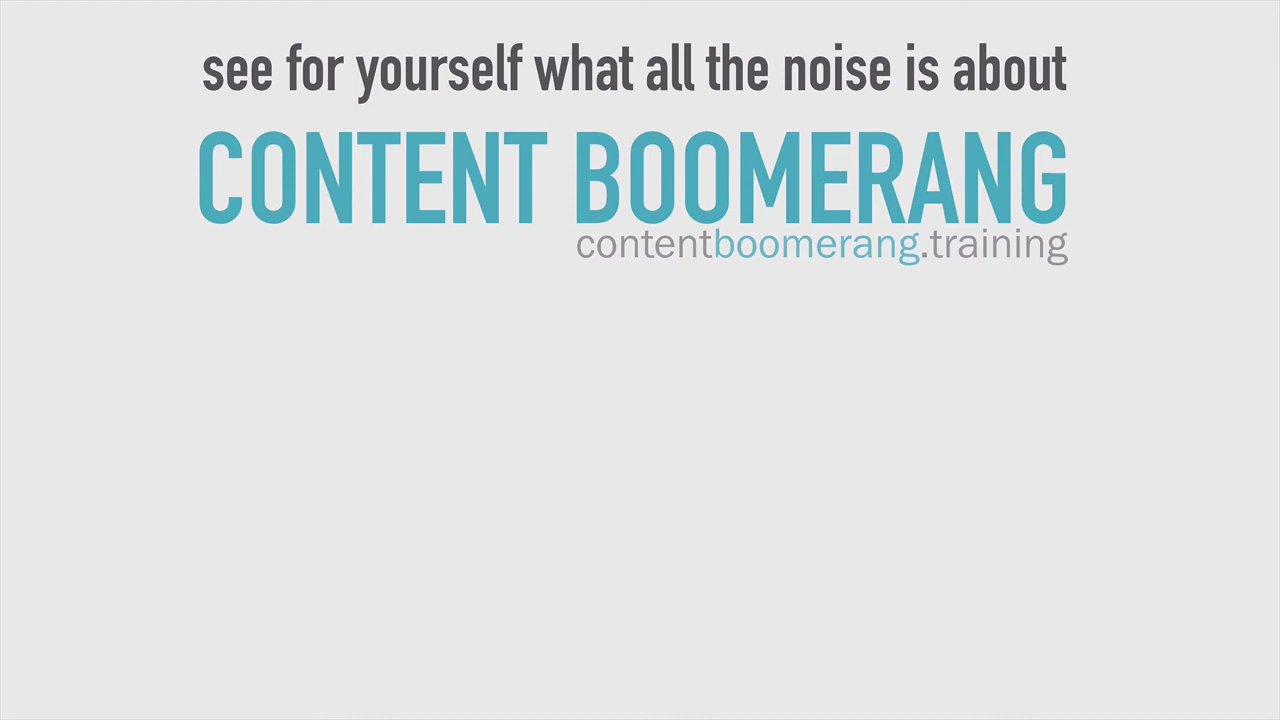 see for yourself what all the noise is about
CONTENT BOOMERANG
contentboomerang.training